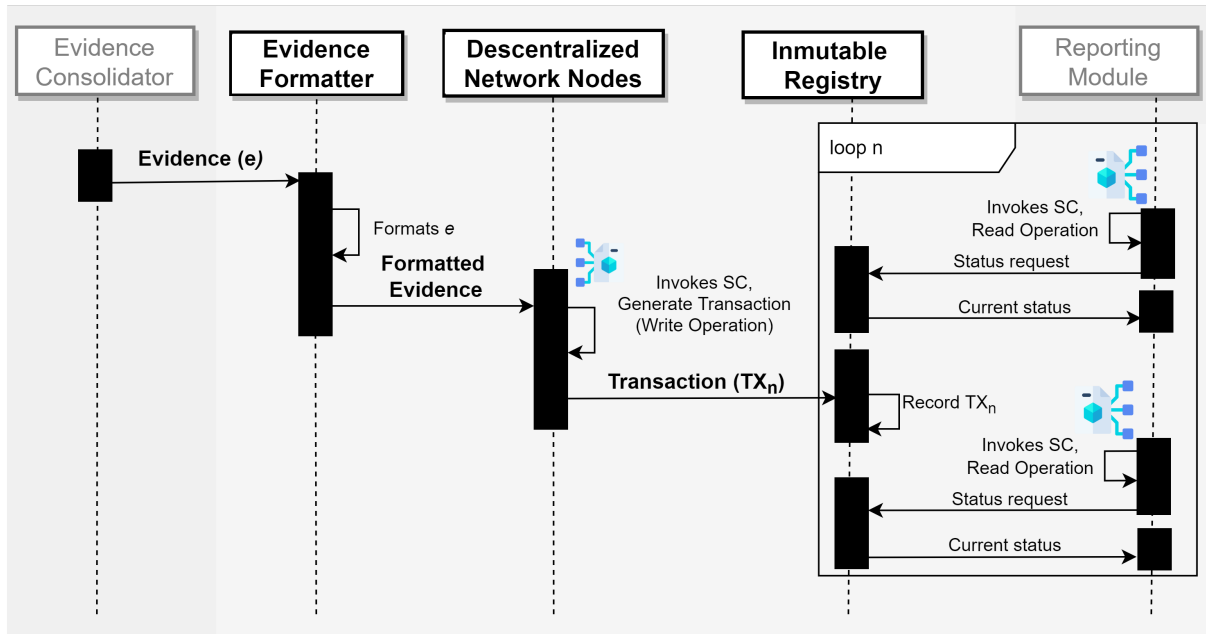 Evidence
Consolidator
Evidence
Formatter
Descentralized
Network Nodes
Inmutable
Registry
Reporting
Module
loop n
Evidence (e)
Formats e
Formatted
Evidence
Invokes SC,
Generate Transaction
(Write Operation)
Transaction (TXn)
Invokes SC,
Read Operation
Status request
Current status
Record TXn
Invokes SC,
Read Operation
Status request
Current status